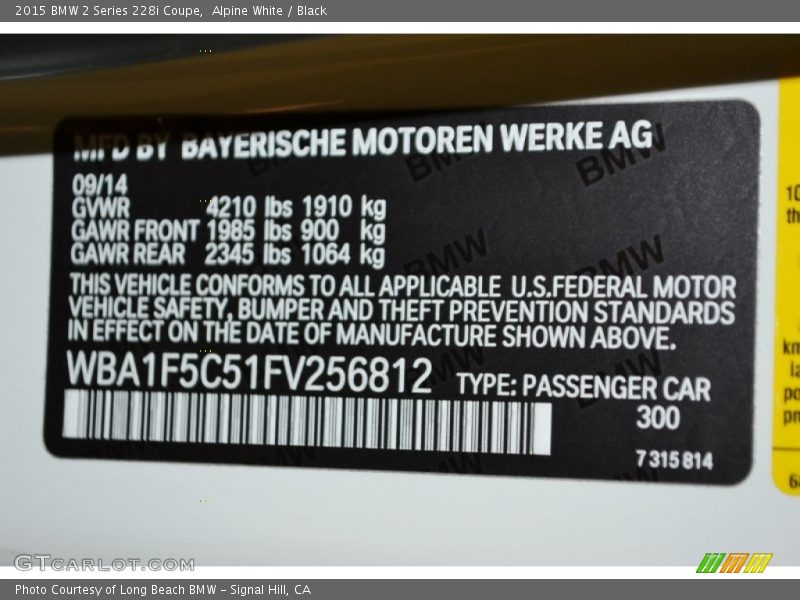 2015 BMW 2 Series 228i Coupe,  Alpine White / Black
MFD BY BAYERISCHE MOTOREN WERKE AG
09/14
GVWR 4210 lbs 1910 kg
GAWR FRONT 1985 lbs 900 kg
GAWR REAR 2345 lbs 1064 kg
THIS VEHICLE CONFORMS TO ALL APPLICABLE U.S.FEDERAL MOTOR
VEHICLE SAFETY, BUMPER AND THEFT PREVENTION STANDARDS
IN EFFECT ON THE DATE OF MANUFACTURE SHOWN ABOVE.
WBA1F5C51FV256812 TYPE: PASSENGER CAR
300
7 315 814
GTCARLOT.COM
Photo Courtesy of Long Beach BMW - Signal Hill, CA